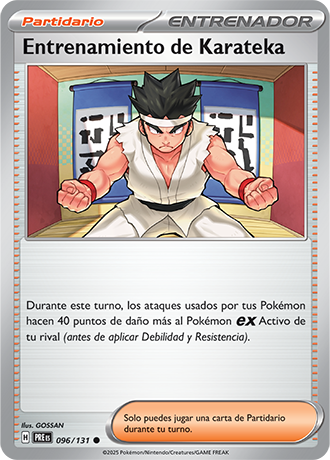 Partidario
ENTRENADOR
Entrenamiento de Karateka
Durante este turno, los ataques usados por tus Pokémon
hacen 40 puntos de daño más al Pokémon ex Activo de
tu rival (antes de aplicar Debilidad y Resistencia).
Ilus. GOSSAN
H PRE ES 096/131
Solo puedes jugar una carta de Partidario
durante tu turno.
©2025 Pokémon/Nintendo/Creatures/GAME FREAK